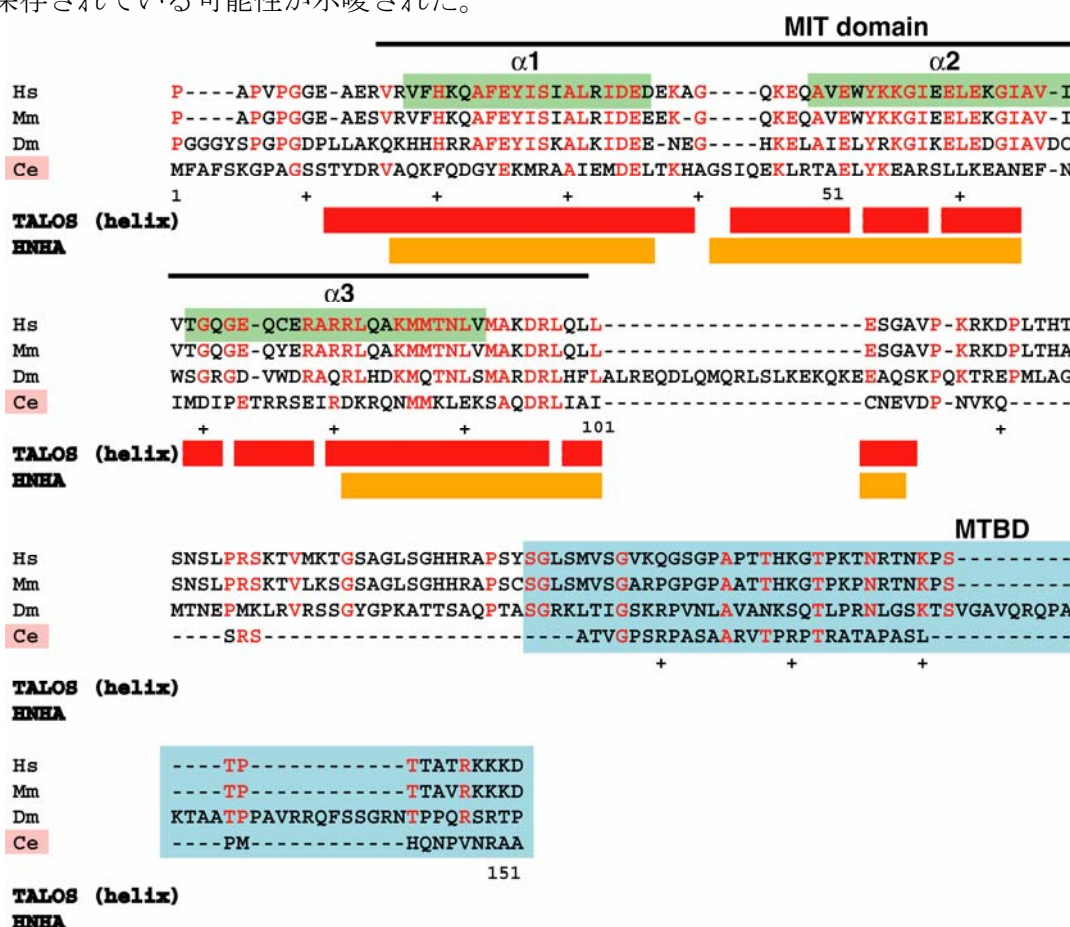 保存されている可能性が示唆された。
MIT domain
α1 α2
Hs P----APVPGGE-AERVRVFHKQAFEYISIALRIDEDEKAG----QKEQAVEWYKKGIEELEKGIAV-I
Mm P----APGPGGE-AESVRVFHKQAFEYISIALRIDEEEK-G----QKEQAVEWYKKGIEELEKGIAV-I
Dm PGGGYSPGPGDPLLAKQKHHHRRAFEYISKALKIDEE-NEG----HKELAIELYRKGIKELEDGIAVDC
Ce MFAFSKGPAGSSTYDRVAQKFQDGYEKMRAAIEMDELTKHAGSIQEKLRTAELYKEARSLLKEANEF-N
1 + + + + 51 +
TALOS (helix)
HNHA
α3
Hs VTGQGE-QCERARRLQAKMMTNLVMAKDRLQLL--------------------ESGAVP-KRKDPLTHT
Mm VTGQGE-QYERARRLQAKMMTNLVMAKDRLQLL--------------------ESGAVP-KRKDPLTHA
Dm WSGRGD-VWDRAQRLHDKMQTNLSMARDRLHFLALREQDLQMQRLSLKEKQKEEAQSKPQKTREPMLAG
Ce IMDIPETRRSEIRDKRQNMMKLEKSAQDRLIAI--------------------CNEVDP-NVKQ-----
+ + + 101 +
TALOS (helix)
HNHA
MTBD
Hs SNSLPRSKTVMKTGSAGLSGHHRAPSYSGLSMVSGVKQGSGPAPTTHKGTPKTNRTNKPS---------
Mm SNSLPRSKTVLKSGSAGLSGHHRAPSCSGLSMVSGARPGPGPAATTHKGTPKPNRTNKPS---------
Dm MTNEPMKLRVRSSGYGPKATTSAQPTASGRKLTIGSKRPVNLAVANKSQTLPRNLGSKTSVGAVQRQPA
Ce ----SRS------------------------ATVGPSRPASAARVTPRPTRATAPASL-----------
+ + +
TALOS (helix)
HNHA
Hs ----TP------------TTATRKKKD
Mm ----TP------------TTAVRKKKD
Dm KTAATPPAVRRQFSSGRNTPPQRSRTP
Ce ----PM------------HQNPVNRAA
151
TALOS (helix)
HNHA